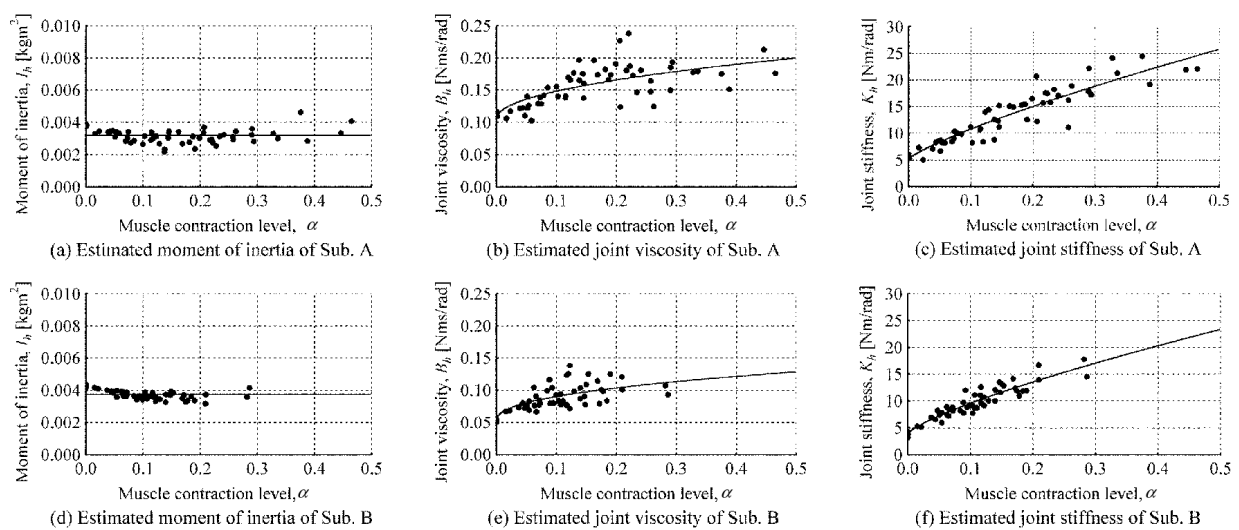 Moment of inertia, I_h [kgm²]
0.010
0.008
0.006
0.004
0.002
0.000
0.0 0.1 0.2 0.3 0.4 0.5
Muscle contraction level, α
(a) Estimated moment of inertia of Sub. A
Joint viscosity, B_h [Nms/rad]
0.25
0.20
0.15
0.10
0.05
0.00
0.0 0.1 0.2 0.3 0.4 0.5
Muscle contraction level, α
(b) Estimated joint viscosity of Sub. A
Joint stiffness, K_h [Nm/rad]
30
25
20
15
10
5
0
0.0 0.1 0.2 0.3 0.4 0.5
Muscle contraction level, α
(c) Estimated joint stiffness of Sub. A
Moment of inertia, I_h [kgm²]
0.010
0.008
0.006
0.004
0.002
0.000
0.0 0.1 0.2 0.3 0.4 0.5
Muscle contraction level, α
(d) Estimated moment of inertia of Sub. B
Joint viscosity, B_h [Nms/rad]
0.25
0.20
0.15
0.10
0.05
0.00
0.0 0.1 0.2 0.3 0.4 0.5
Muscle contraction level, α
(e) Estimated joint viscosity of Sub. B
Joint stiffness, K_h [Nm/rad]
30
25
20
15
10
5
0
0.0 0.1 0.2 0.3 0.4 0.5
Muscle contraction level, α
(f) Estimated joint stiffness of Sub. B